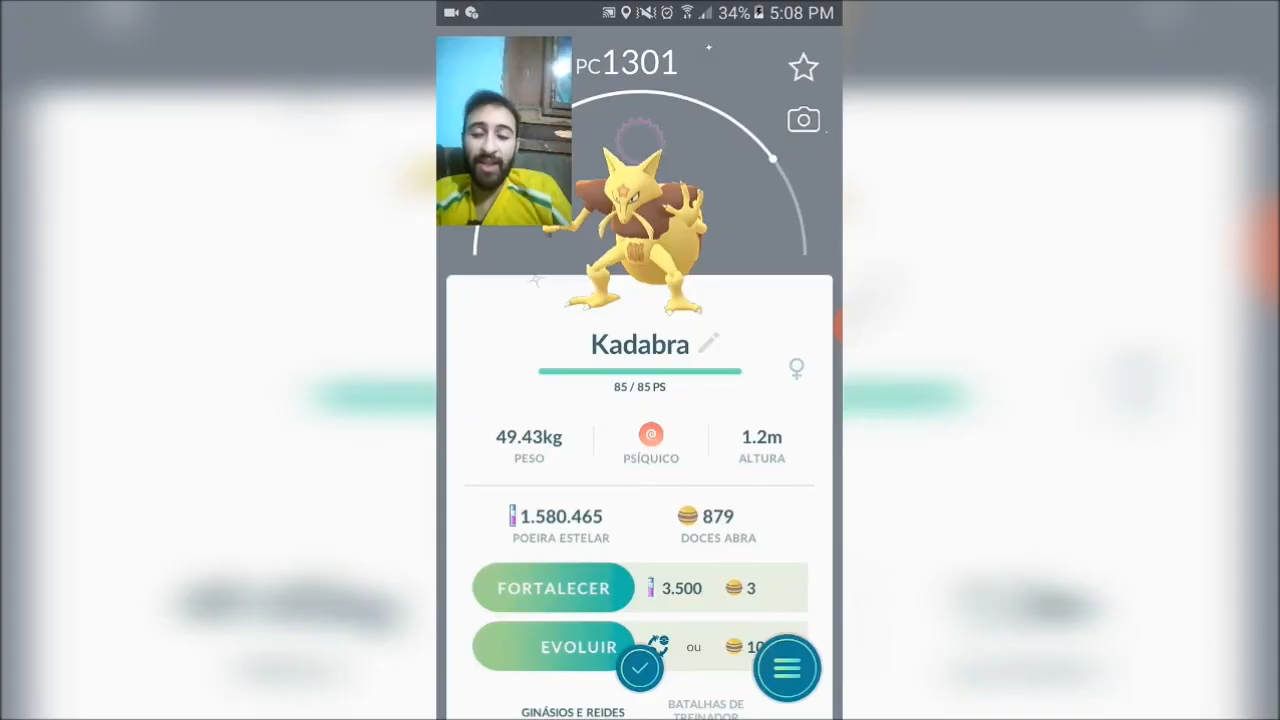 34% 5:08 PM
PC1301
Kadabra
85 / 85 PS
49.43kg
PESO
PSÍQUICO
1.2m
ALTURA
1.580.465
POEIRA ESTELAR
879
DOCES ABRA
FORTALECER 3.500 3
EVOLUIR ou
GINÁSIOS E REIDES
BATALHAS DE
TREINADOR